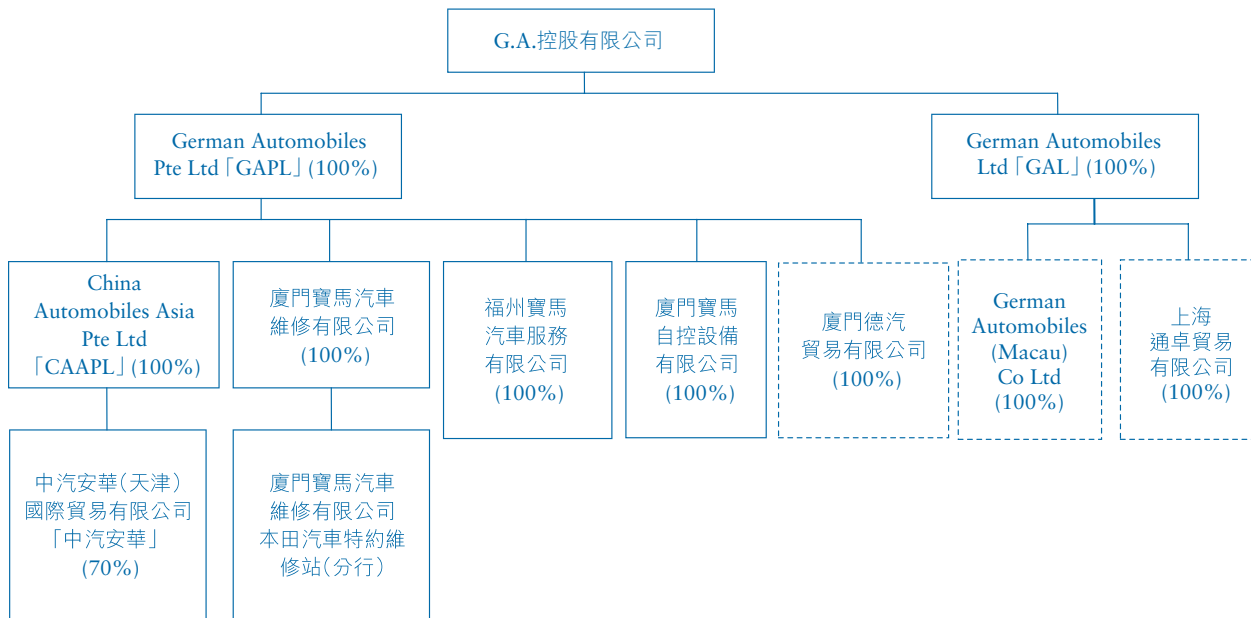 G.A.控股有限公司
German Automobiles
Pte Ltd「GAPL」(100%)
German Automobiles
Ltd「GAL」(100%)
China
Automobiles Asia
Pte Ltd
「CAAPL」(100%)
廈門寶馬汽車
維修有限公司
(100%)
福州寶馬
汽車服務
有限公司
(100%)
廈門寶馬
自控設備
有限公司
(100%)
廈門德汽
貿易有限公司
(100%)
German
Automobiles
(Macau)
Co Ltd
(100%)
上海
通卓貿易
有限公司
(100%)
中汽安華(天津)
國際貿易有限公司
「中汽安華」
(70%)
廈門寶馬汽車
維修有限公司
本田汽車特約維
修站(分行)